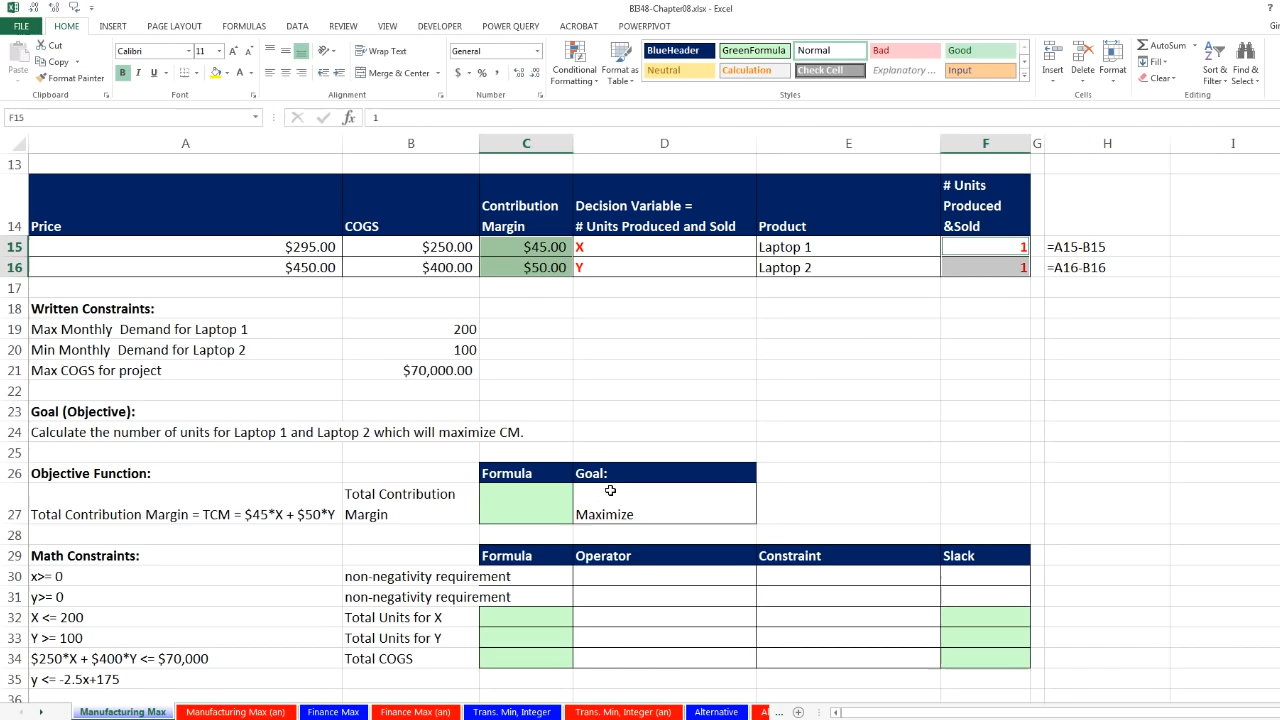 BB48-Chapter08.xlsx - Excel
?
FILE HOME INSERT PAGE LAYOUT FORMULAS DATA REVIEW VIEW DEVELOPER POWER QUERY ACROBAT POWERPIVOT
Paste
Cut
Copy
Format Painter
Clipboard
Calibri 11
B I U
Font
Wrap Text
Merge & Center
Alignment
General
$ % ,
Number
Conditional Formatting
Format as Table
BlueHeader GreenFormula Normal Bad Good
Neutral Calculation Check Cell Explanatory ... Input
Styles
Insert Delete Format
Cells
AutoSum
Fill
Clear
Sort & Filter
Find & Select
Editing
F15 fx 1
A B C D E F G H I
13
14 Price COGS Contribution Margin Decision Variable = # Units Produced and Sold Product # Units Produced &Sold
15 $295.00 $250.00 $45.00 X Laptop 1 1 =A15-B15
16 $450.00 $400.00 $50.00 Y Laptop 2 1 =A16-B16
17
18 Written Constraints:
19 Max Monthly  Demand for Laptop 1 200
20 Min Monthly  Demand for Laptop 2 100
21 Max COGS for project $70,000.00
22
23 Goal (Objective):
24 Calculate the number of units for Laptop 1 and Laptop 2 which will maximize CM.
25
26 Objective Function: Formula Goal:
27 Total Contribution Margin = TCM = $45*X + $50*Y Total Contribution Margin Maximize
28
29 Math Constraints: Formula Operator Constraint Slack
30 x>= 0 non-negativity requirement
31 y>= 0 non-negativity requirement
32 X <= 200 Total Units for X
33 Y >= 100 Total Units for Y
34 $250*X + $400*Y <= $70,000 Total COGS
35 y <= -2.5x+175
36
Manufacturing Max Manufacturing Max (an) Finance Max Finance Max (an) Trans. Min, Integer Trans. Min, Integer (an) Alternative ...